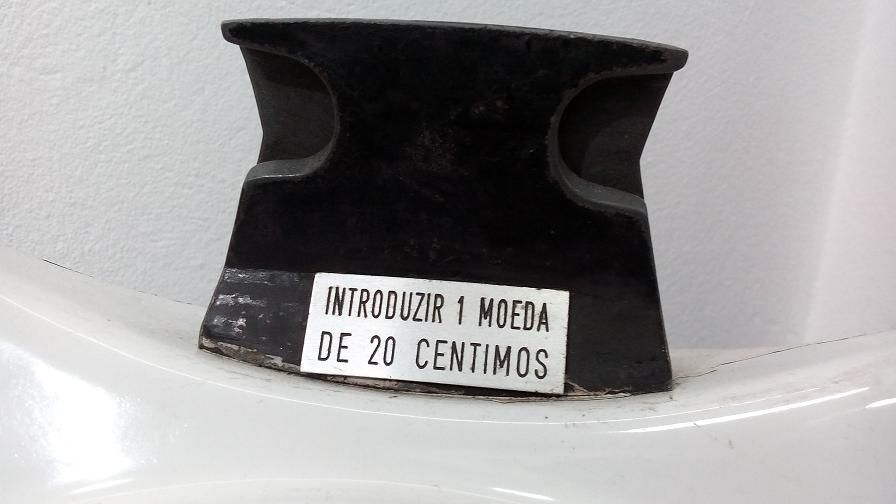 INTRODUZIR 1 MOEDA
DE 20 CENTIMOS